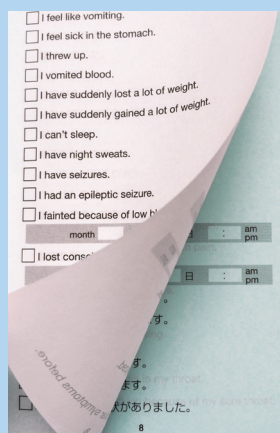 I feel like vomiting.
I feel sick in the stomach.
I threw up.
I vomited blood.
I have suddenly lost a lot of weight.
I have suddenly gained a lot of weight.
I can't sleep.
I have night sweats.
I have seizures.
I had an epileptic seizure.
I fainted because of low
month 日 : am pm
I lost
日 : am pm
。
す。
す。
ます。
状がありました。
8